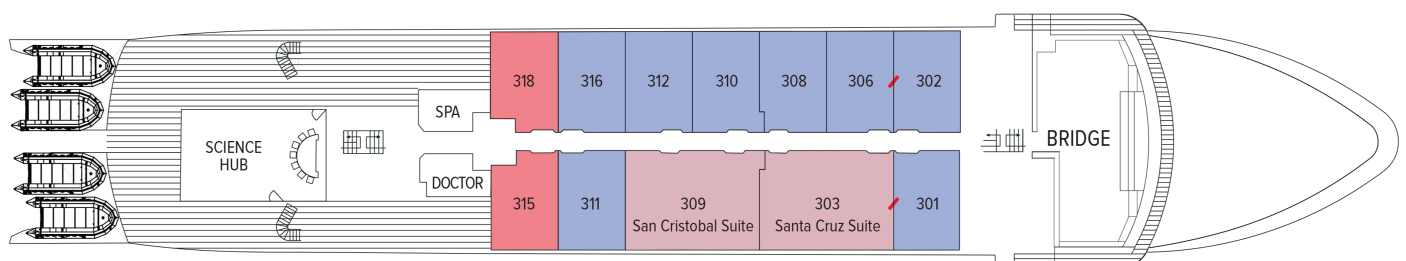 318
316
312
310
308
306
302
SPA
SCIENCE
HUB
BRIDGE
DOCTOR
315
311
309
San Cristobal Suite
303
Santa Cruz Suite
301